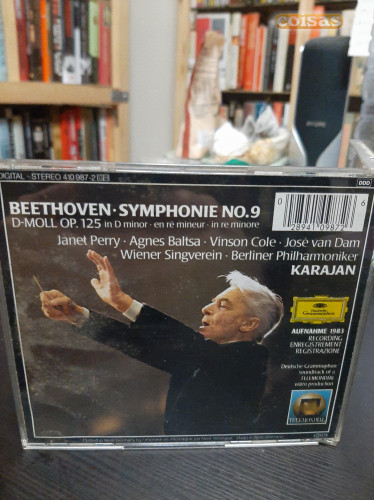 coisas
DIGITAL - STEREO 410 987-2
DDD
BEETHOVEN · SYMPHONIE NO.9
D-MOLL OP. 125 in D minor · en ré mineur · in re minore
Janet Perry · Agnes Baltsa · Vinson Cole · José van Dam
Wiener Singverein · Berliner Philharmoniker
KARAJAN
0 28941 09872 6
Deutsche
Grammophon
AUFNAHME 1983
RECORDING
ENREGISTREMENT
REGISTRAZIONE
Deutsche Grammophon
soundtrack of a
TELEMONDIAL
video production
TELEMONDIAL